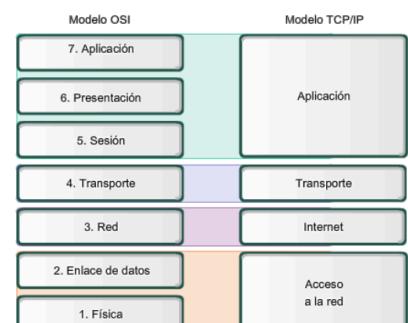 Modelo OSI
Modelo TCP/IP
7. Aplicación
6. Presentación
5. Sesión
Aplicación
4. Transporte
Transporte
3. Red
Internet
2. Enlace de datos
1. Física
Acceso
a la red